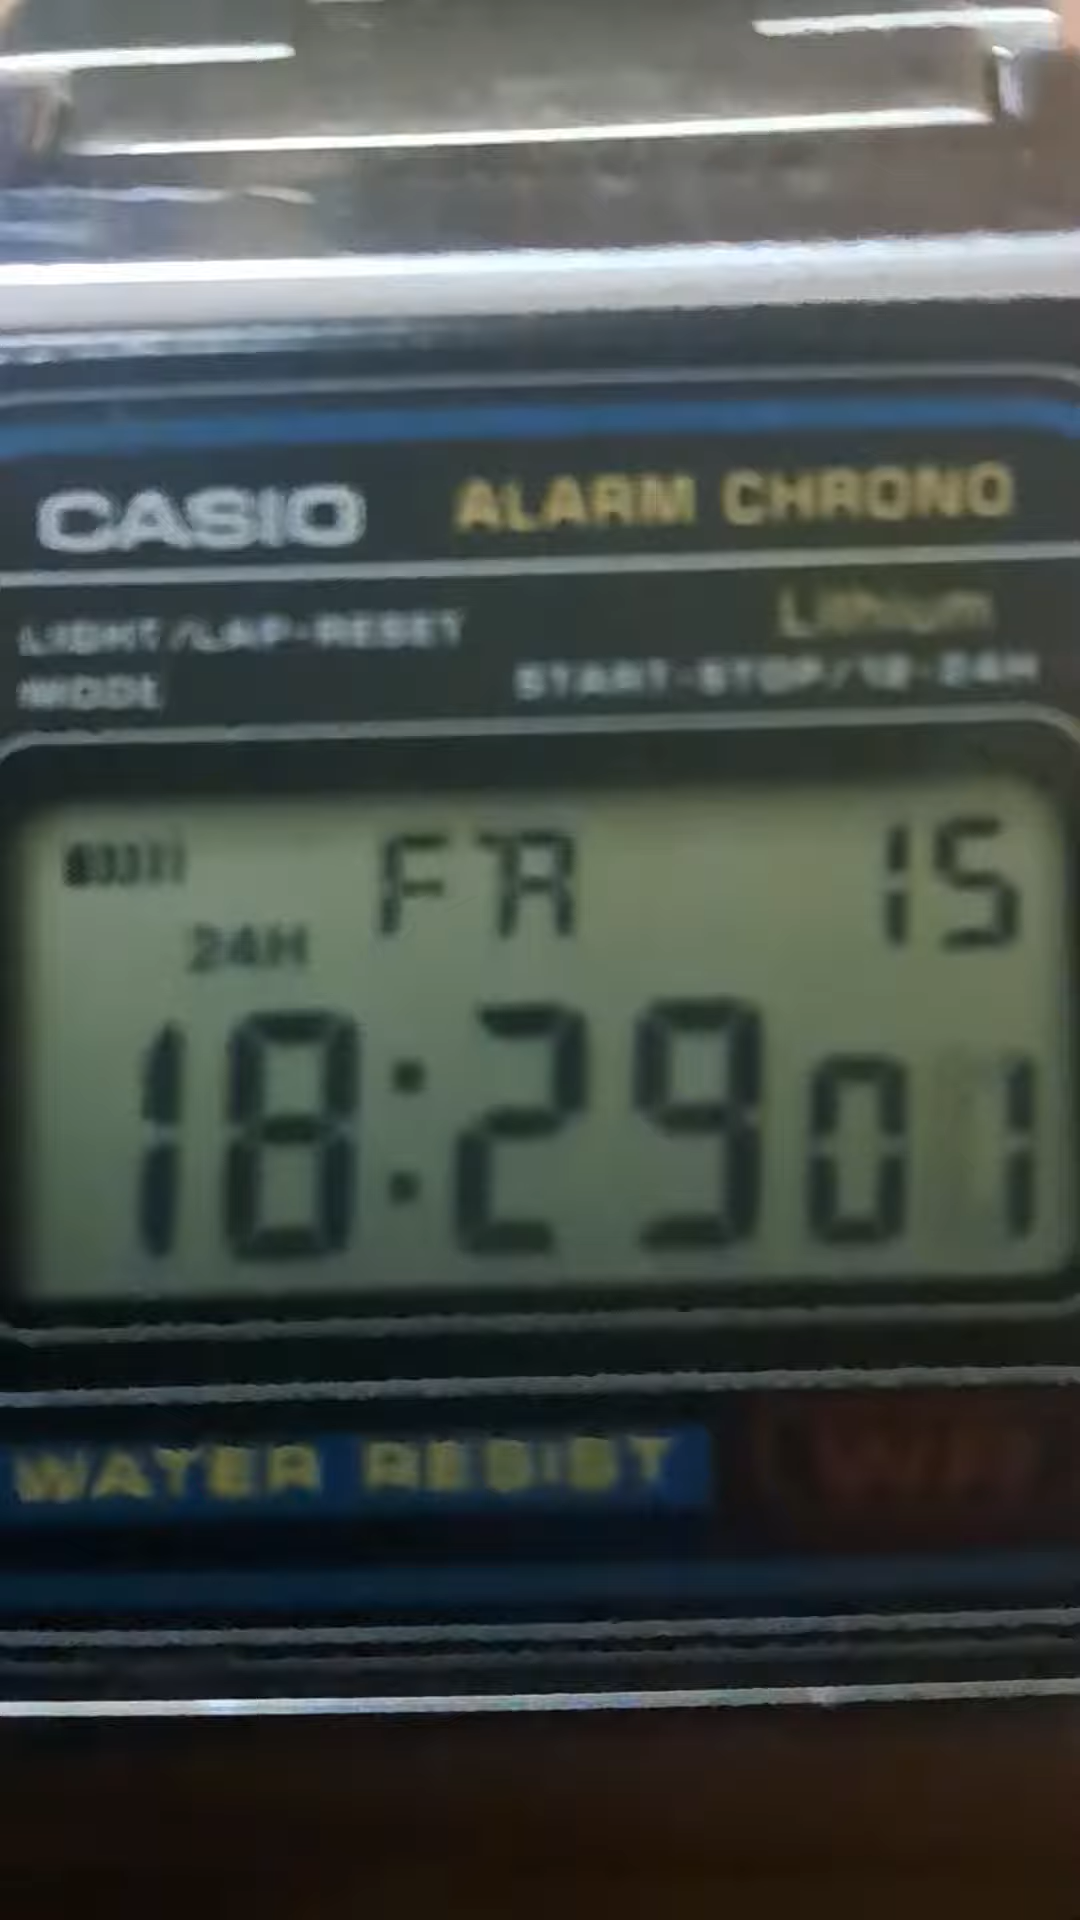 CASIO ALARM CHRONO
Lithium
LIGHT/LAP-RESET
MODE START-STOP/12-24H
FR 15
24H
18:29 01
WATER RESIST WR